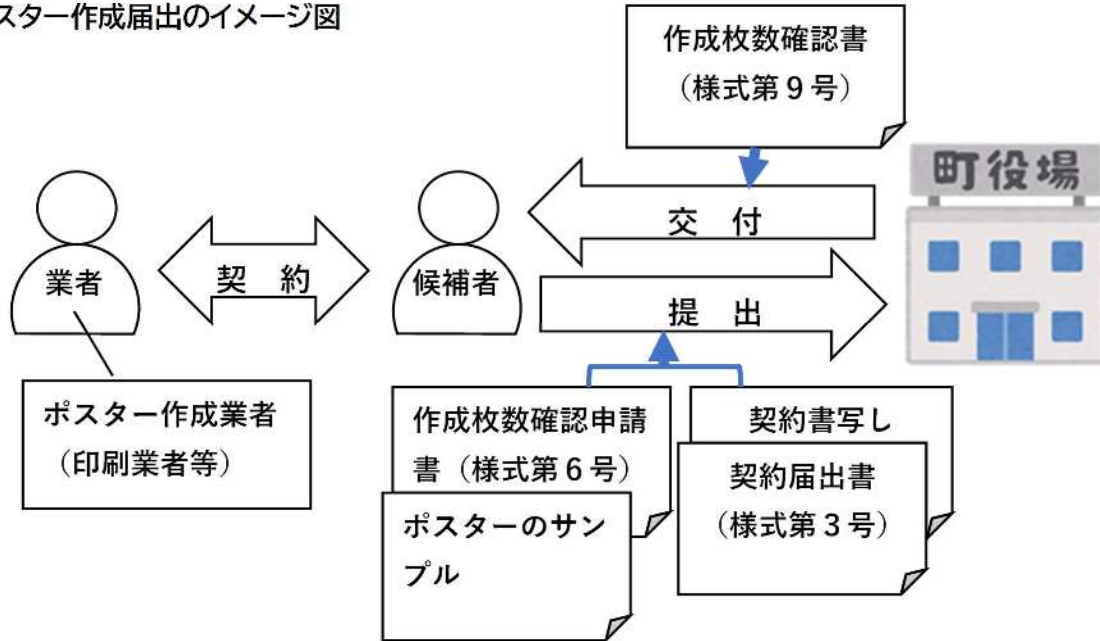 スター作成届出のイメージ図
作成枚数確認書
（様式第９号）
町役場
交　付
業者
契　約
候補者
提　出
ポスター作成業者
（印刷業者等）
作成枚数確認申請
書（様式第６号）
ポスターのサン
プル
契約書写し
契約届出書
（様式第３号）